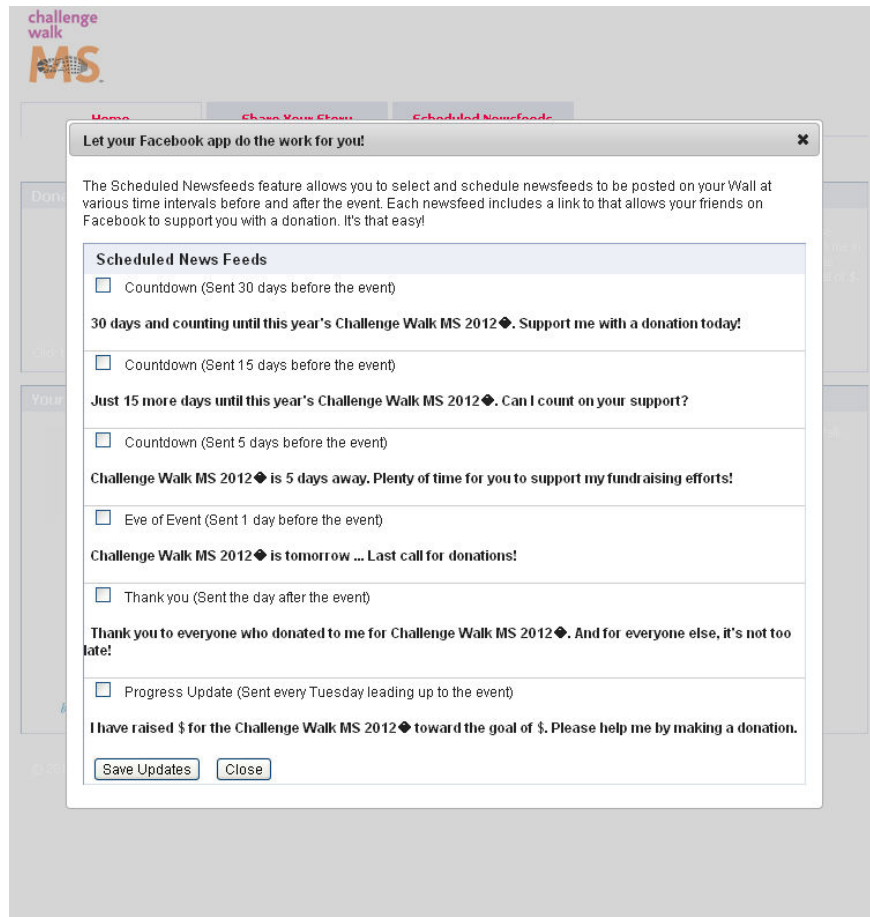 challenge
walk
MS
Home Share Your Story Scheduled Newsfeeds
Let your Facebook app do the work for you!
The Scheduled Newsfeeds feature allows you to select and schedule newsfeeds to be posted on your Wall at
various time intervals before and after the event. Each newsfeed includes a link to that allows your friends on
Facebook to support you with a donation. It's that easy!
Scheduled News Feeds
Countdown (Sent 30 days before the event)
30 days and counting until this year's Challenge Walk MS 2012�. Support me with a donation today!
Countdown (Sent 15 days before the event)
Just 15 more days until this year's Challenge Walk MS 2012�. Can I count on your support?
Countdown (Sent 5 days before the event)
Challenge Walk MS 2012� is 5 days away. Plenty of time for you to support my fundraising efforts!
Eve of Event (Sent 1 day before the event)
Challenge Walk MS 2012� is tomorrow ... Last call for donations!
Thank you (Sent the day after the event)
Thank you to everyone who donated to me for Challenge Walk MS 2012�. And for everyone else, it's not too
late!
Progress Update (Sent every Tuesday leading up to the event)
I have raised $ for the Challenge Walk MS 2012� toward the goal of $. Please help me by making a donation.
Save Updates Close